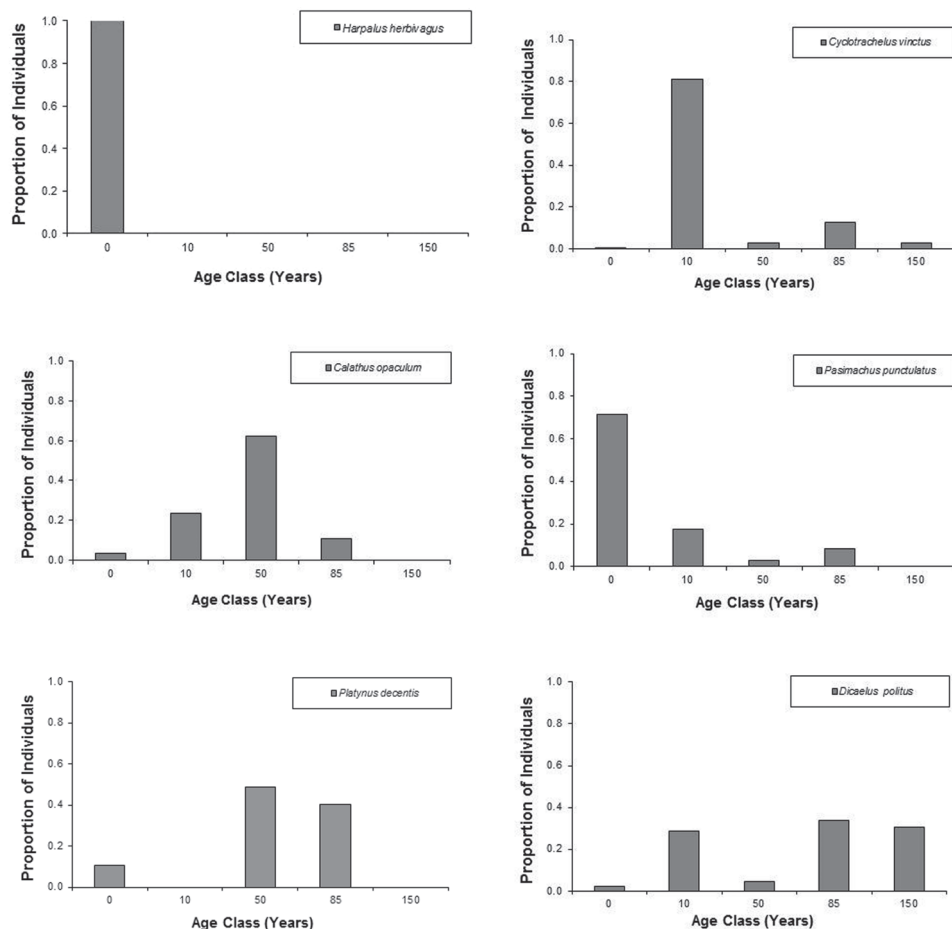 Harpalus herbivagus
Proportion of Individuals
1.0
0.8
0.6
0.4
0.2
0.0
0 10 50 85 150
Age Class (Years)
Cyclotrachelus vinctus
Proportion of Individuals
1.0
0.8
0.6
0.4
0.2
0.0
0 10 50 85 150
Age Class (Years)
Calathus opaculum
Proportion of Individuals
1.0
0.8
0.6
0.4
0.2
0.0
0 10 50 85 150
Age Class (Years)
Pasimachus punctulatus
Proportion of Individuals
1.0
0.8
0.6
0.4
0.2
0.0
0 10 50 85 150
Age Class (Years)
Platynus decentis
Proportion of Individuals
1.0
0.8
0.6
0.4
0.2
0.0
0 10 50 85 150
Age Class (Years)
Dicaelus politus
Proportion of Individuals
1.0
0.8
0.6
0.4
0.2
0.0
0 10 50 85 150
Age Class (Years)